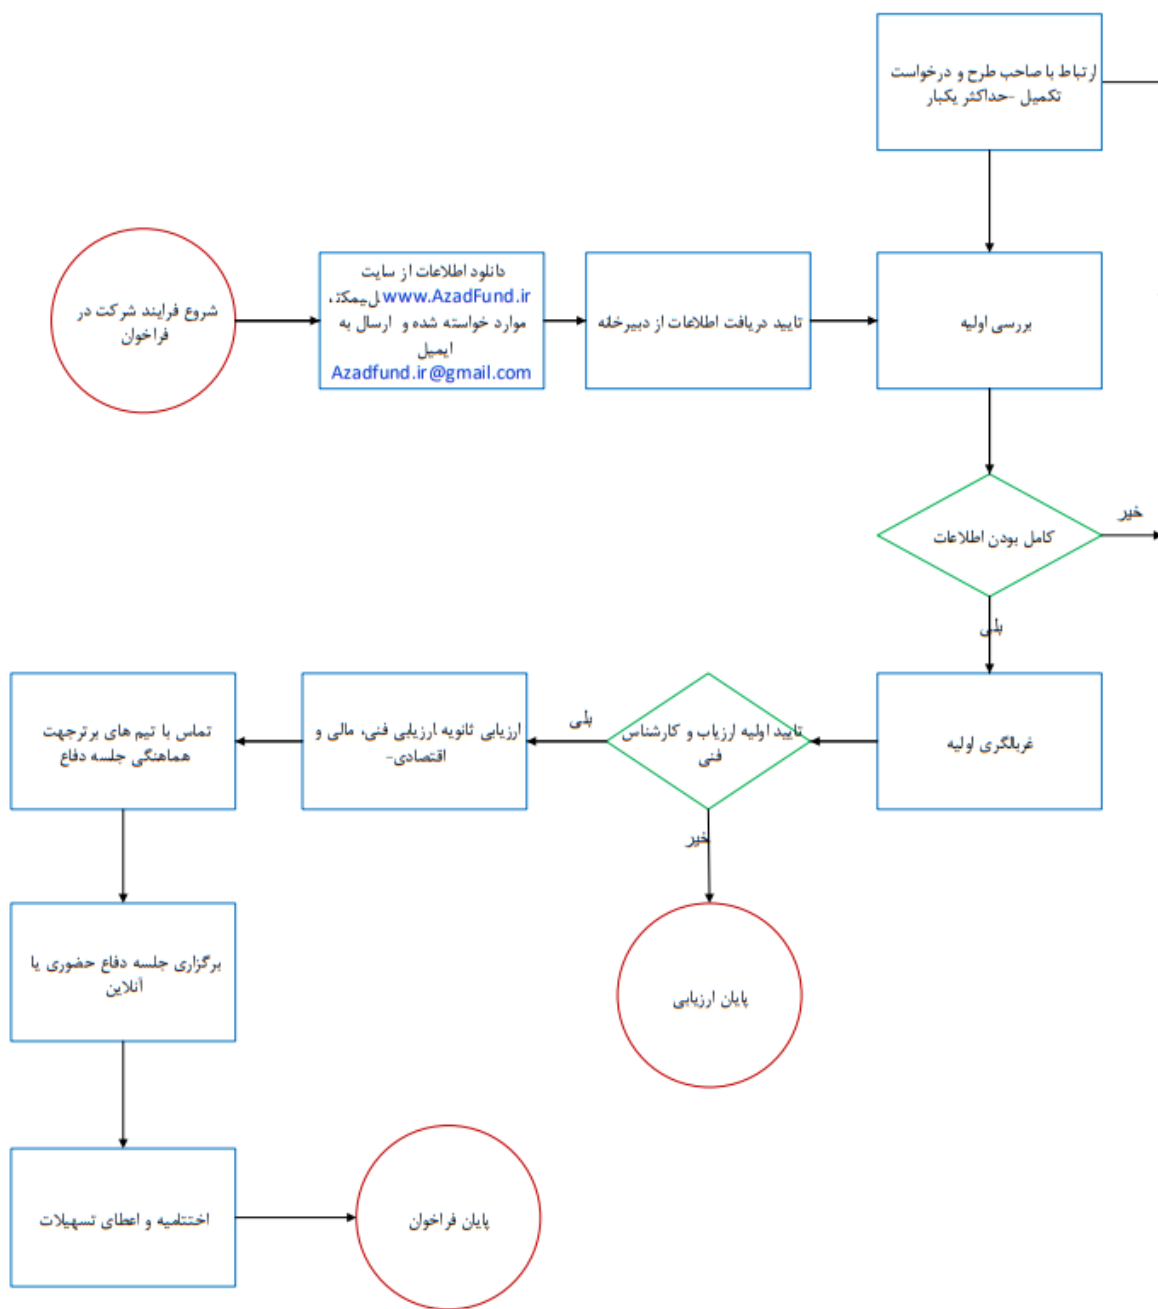 ارتباط با صاحب طرح و درخواست
تکمیل -حداکثر یکبار
شروع فرایند شرکت در
فراخوان
دانلود اطلاعات از سایت
www.AzadFund.ir
موارد خواسته شده و ارسال به
ایمیل
Azadfund.ir@gmail.com
تایید دریافت اطلاعات از دبیرخانه
بررسی اولیه
کامل بودن اطلاعات
خیر
بلی
غربالگری اولیه
تایید اولیه ارزیاب و کارشناس
فنی
بلی
خیر
ارزیابی ثانویه ارزیابی فنی، مالی و
اقتصادی-
تماس با تیم های برترجهت
هماهنگی جلسه دفاع
پایان ارزیابی
برگزاری جلسه دفاع حضوری یا
آنلاین
اختتامیه و اعطای تسهیلات
پایان فراخوان